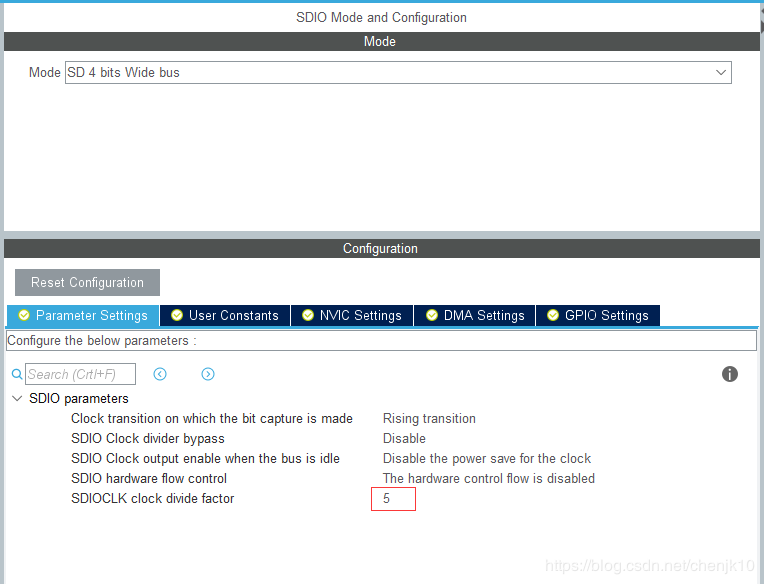 SDIO Mode and Configuration
Mode
Mode SD 4 bits Wide bus
Configuration
Reset Configuration
Parameter Settings User Constants NVIC Settings DMA Settings GPIO Settings
Configure the below parameters :
Search (Crtl+F)
SDIO parameters
Clock transition on which the bit capture is made Rising transition
SDIO Clock divider bypass Disable
SDIO Clock output enable when the bus is idle Disable the power save for the clock
SDIO hardware flow control The hardware control flow is disabled
SDIOCLK clock divide factor 5
https://blog.csdn.net/chenjk10